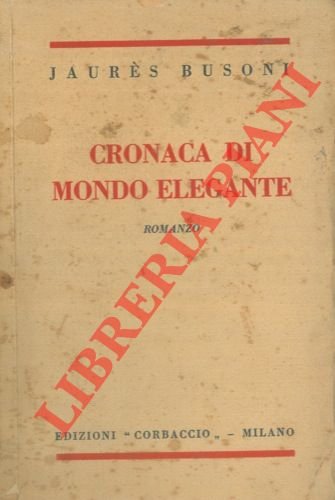 JAURÈS BUSONI
CRONACA DI
MONDO ELEGANTE
ROMANZO
LIBRERIA PIANI
EDIZIONI “ CORBACCIO „ – MILANO